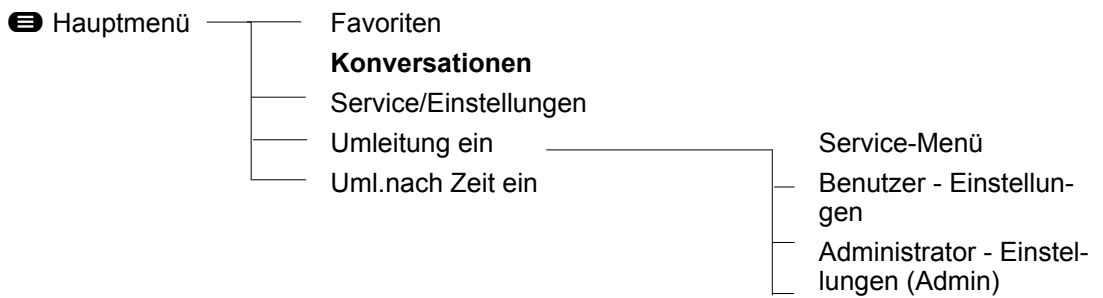 Hauptmenü
Favoriten
Konversationen
Service/Einstellungen
Umleitung ein
Uml.nach Zeit ein
Service-Menü
Benutzer - Einstellun-
gen
Administrator - Einstel-
lungen (Admin)